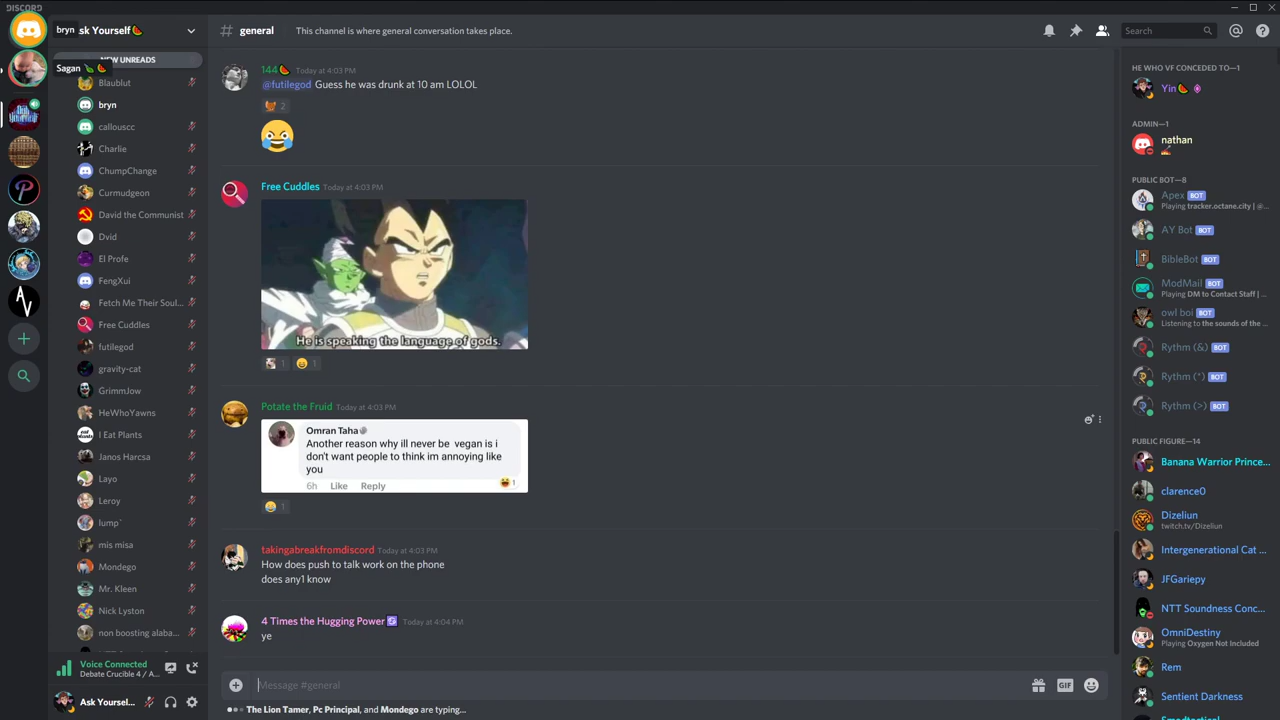 DISCORD
bryn
Ask Yourself
general
This channel is where general conversation takes place.
Search
Sagan
NEW UNREADS
Blaublut
bryn
callouscc
Charlie
ChumpChange
Curmudgeon
David the Communist
Dvid
El Profe
FengXui
Fetch Me Their Soul...
Free Cuddles
futilegod
gravity-cat
GrimmJow
HeWhoYawns
I Eat Plants
Janos Harcsa
Layo
Leroy
lump`
mis misa
Mondego
Mr. Kleen
Nick Lyston
non boosting alaba...
Voice Connected
Debate Crucible 4 / A...
Ask Yoursel...
144 Today at 4:03 PM
@futilegod Guess he was drunk at 10 am LOLOL
2
Free Cuddles Today at 4:03 PM
He is speaking the language of gods.
1 1
Potate the Fruid Today at 4:03 PM
Omran Taha
Another reason why ill never be vegan is i
don't want people to think im annoying like
you
6h Like Reply 1
1
takingabreakfromdiscord Today at 4:03 PM
How does push to talk work on the phone
does any1 know
4 Times the Hugging Power Today at 4:04 PM
ye
Message #general
GIF
The Lion Tamer, Pc Principal, and Mondego are typing...
HE WHO VF CONCEDED TO—1
Yin
ADMIN—1
nathan
PUBLIC BOT—8
Apex BOT
Playing tracker.octane.city | @...
AY Bot BOT
BibleBot BOT
ModMail BOT
Playing DM to Contact Staff | ...
owl boi BOT
Listening to the sounds of the ...
Rythm (&) BOT
Rythm (*) BOT
Rythm (>) BOT
PUBLIC FIGURE—14
Banana Warrior Prince...
clarence0
Dizeliun
twitch.tv/Dizeliun
Intergenerational Cat ...
JFGariepy
NTT Soundness Conc...
OmniDestiny
Playing Oxygen Not Included
Rem
Sentient Darkness